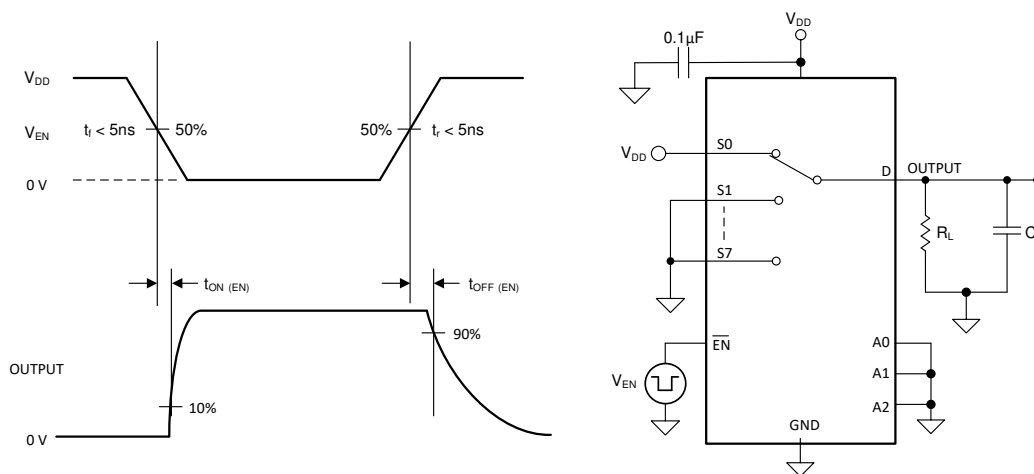 V_DD
V_EN
t_f < 5ns
50%
50%
t_r < 5ns
0 V
t_ON (EN)
t_OFF (EN)
90%
OUTPUT
10%
0 V
V_DD
0.1µF
V_DD
S0
S1
S7
D
OUTPUT
R_L
EN
V_EN
A0
A1
A2
GND